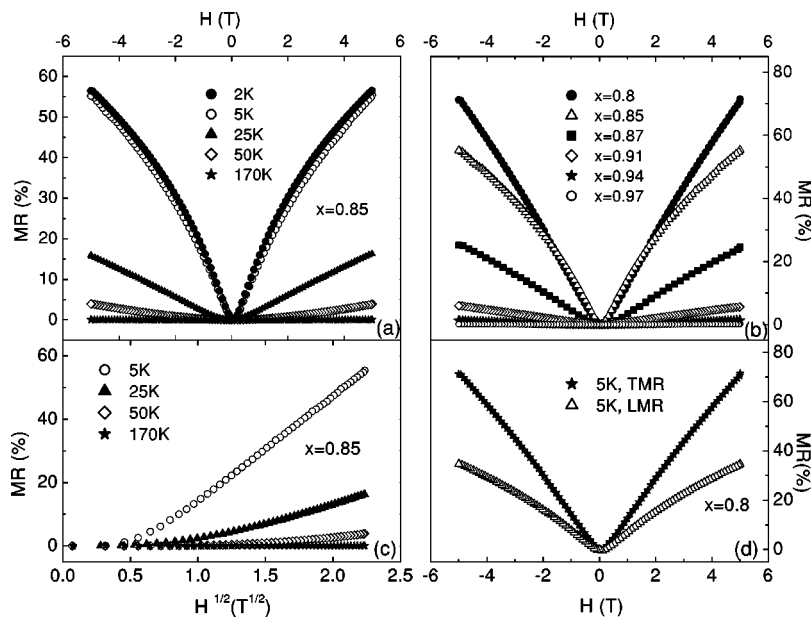 H (T)
-6 -4 -2 0 2 4 6
60
50
40
30
20
10
0
MR (%)
2K
5K
25K
50K
170K
x=0.85
(a)
H (T)
-6 -4 -2 0 2 4 6
x=0.8
x=0.85
x=0.87
x=0.91
x=0.94
x=0.97
80
60
40
20
0
MR (%)
(b)
60
40
20
0
MR (%)
5K
25K
50K
170K
x=0.85
(c)
0.0 0.5 1.0 1.5 2.0 2.5
H 1/2(T1/2)
5K, TMR
5K, LMR
x=0.8
80
60
40
20
0
MR(%)
(d)
-6 -4 -2 0 2 4 6
H (T)